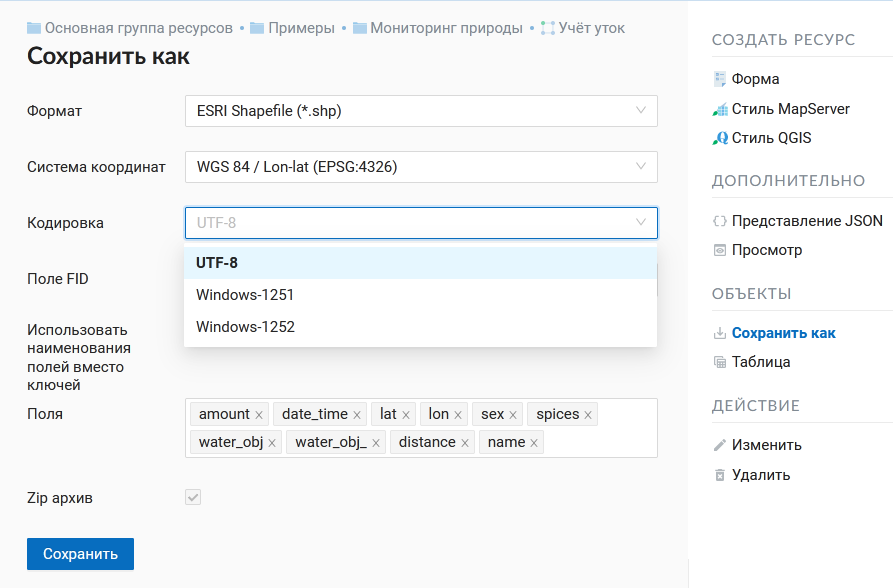 Основная группа ресурсов • Примеры • Мониторинг природы • Учёт уток
Сохранить как
Формат
ESRI Shapefile (*.shp)
Система координат
WGS 84 / Lon-lat (EPSG:4326)
Кодировка
UTF-8
UTF-8
Windows-1251
Windows-1252
Поле FID
Использовать
наименования
полей вместо
ключей
Поля
amount × date_time × lat × lon × sex × spices ×
water_obj × water_obj_ × distance × name ×
Zip архив
Сохранить
СОЗДАТЬ РЕСУРС
Форма
Стиль MapServer
Стиль QGIS
ДОПОЛНИТЕЛЬНО
Представление JSON
Просмотр
ОБЪЕКТЫ
Сохранить как
Таблица
ДЕЙСТВИЕ
Изменить
Удалить